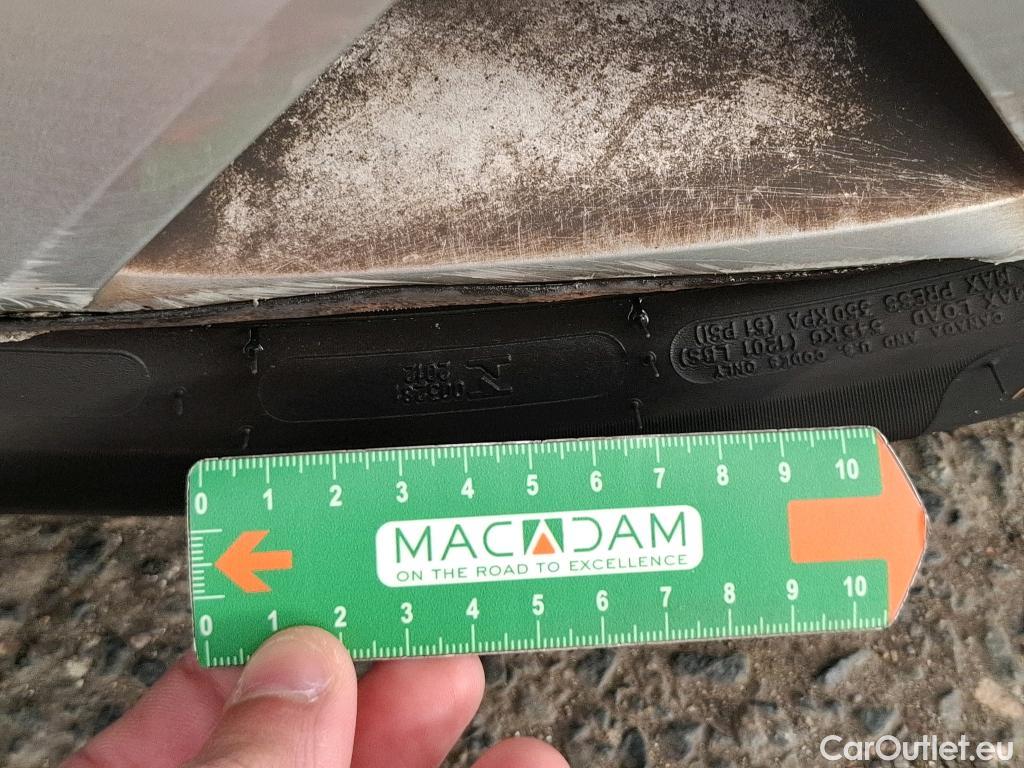 CANADA AND U.S. CODES ONLY
MAX LOAD 545 KG (1201 LBS)
MAX PRESS 350 KPA (51 PSI)
N
00528
2012
0 1 2 3 4 5 6 7 8 9 10
MACADAM
ON THE ROAD TO EXCELLENCE
0 1 2 3 4 5 6 7 8 9 10
CarOutlet.eu